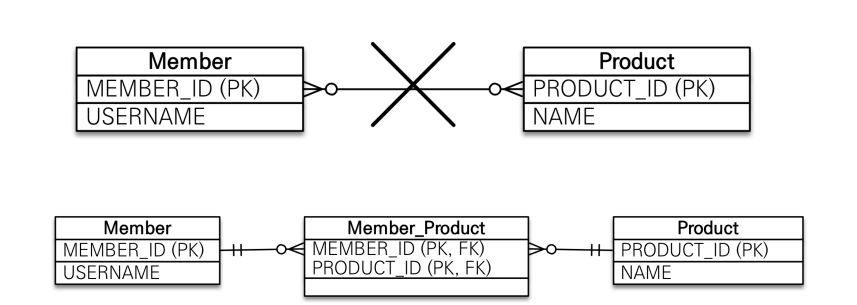 Member
MEMBER_ID (PK)
USERNAME
Product
PRODUCT_ID (PK)
NAME
Member
MEMBER_ID (PK)
USERNAME
Member_Product
MEMBER_ID (PK, FK)
PRODUCT_ID (PK, FK)
Product
PRODUCT_ID (PK)
NAME